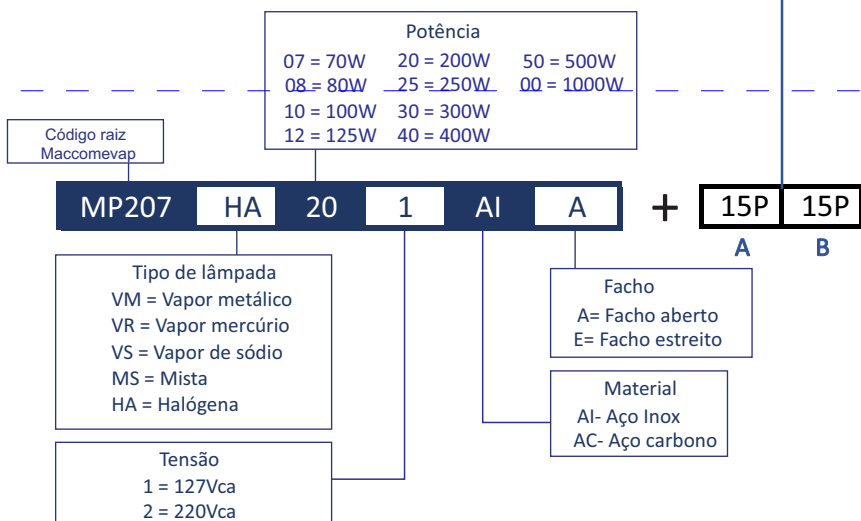 Potência
07 = 70W 20 = 200W 50 = 500W
08 = 80W 25 = 250W 00 = 1000W
10 = 100W 30 = 300W
12 = 125W 40 = 400W
Código raiz
Maccomevap
MP207 HA 20 1 AI A + 15P 15P
A B
Tipo de lâmpada
VM = Vapor metálico
VR = Vapor mercúrio
VS = Vapor de sódio
MS = Mista
HA = Halógena
Facho
A= Facho aberto
E= Facho estreito
Material
AI- Aço Inox
AC- Aço carbono
Tensão
1 = 127Vca
2 = 220Vca